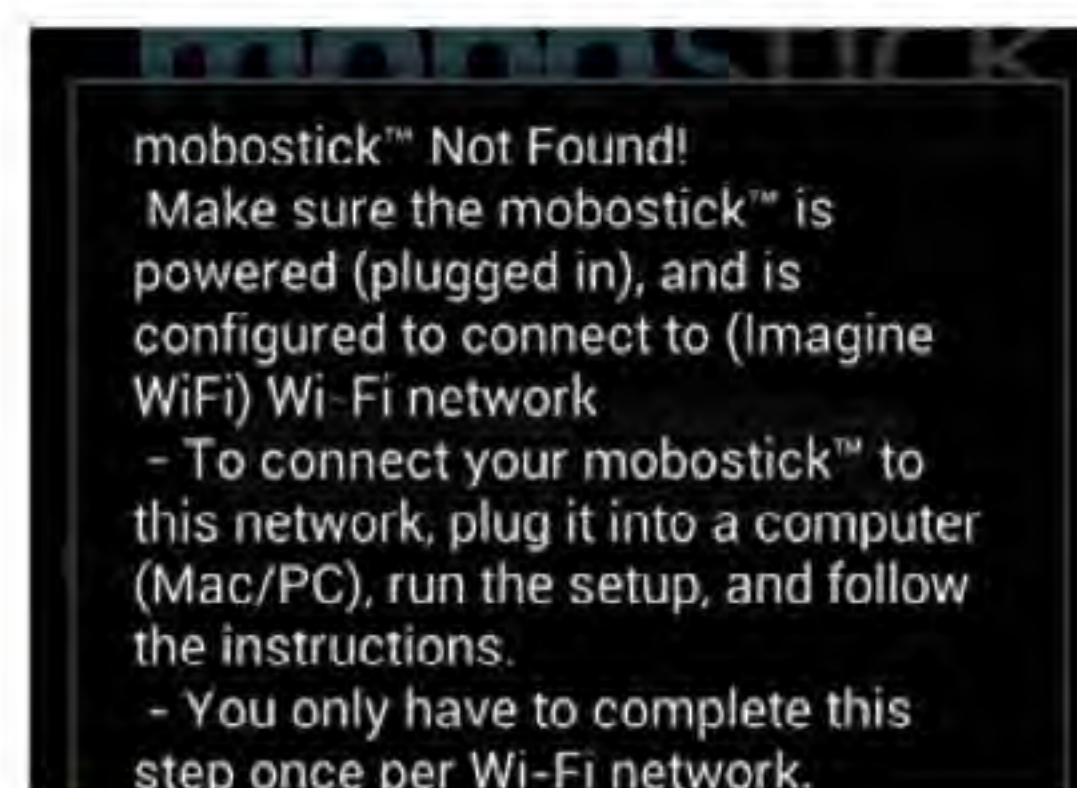 mobostick
mobostick™ Not Found!
Make sure the mobostick™ is
powered (plugged in), and is
configured to connect to (Imagine
WiFi) Wi-Fi network
- To connect your mobostick™ to
this network, plug it into a computer
(Mac/PC), run the setup, and follow
the instructions.
- You only have to complete this
step once per Wi-Fi network.